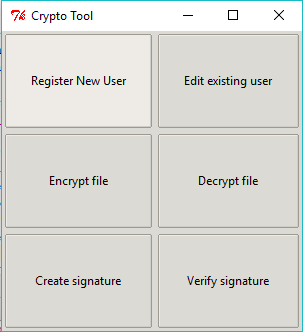 Crypto Tool
Register New User
Edit existing user
Encrypt file
Decrypt file
Create signature
Verify signature